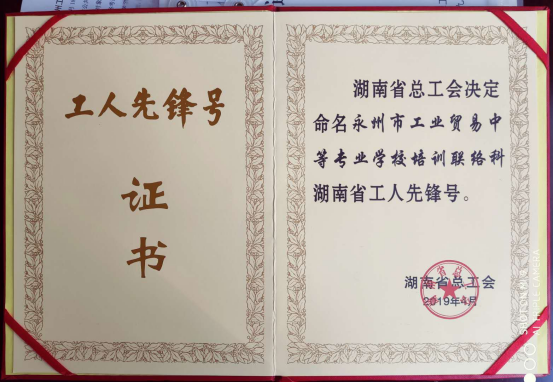 工人先锋号
证
书
湖南省总工会决定
命名永州市工业贸易中
等专业学校培训联络科
湖南省工人先锋号。
湖南省总工会
2019年4月